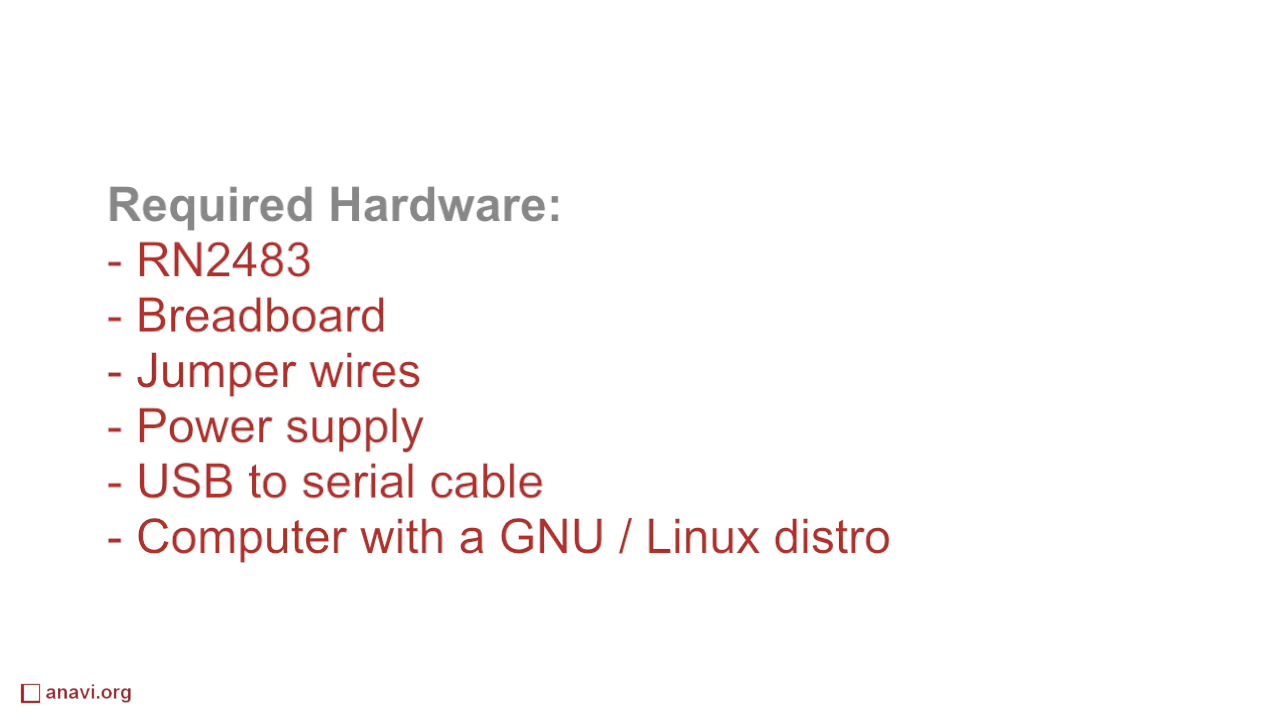 Required Hardware:
- RN2483
- Breadboard
- Jumper wires
- Power supply
- USB to serial cable
- Computer with a GNU / Linux distro
anavi.org